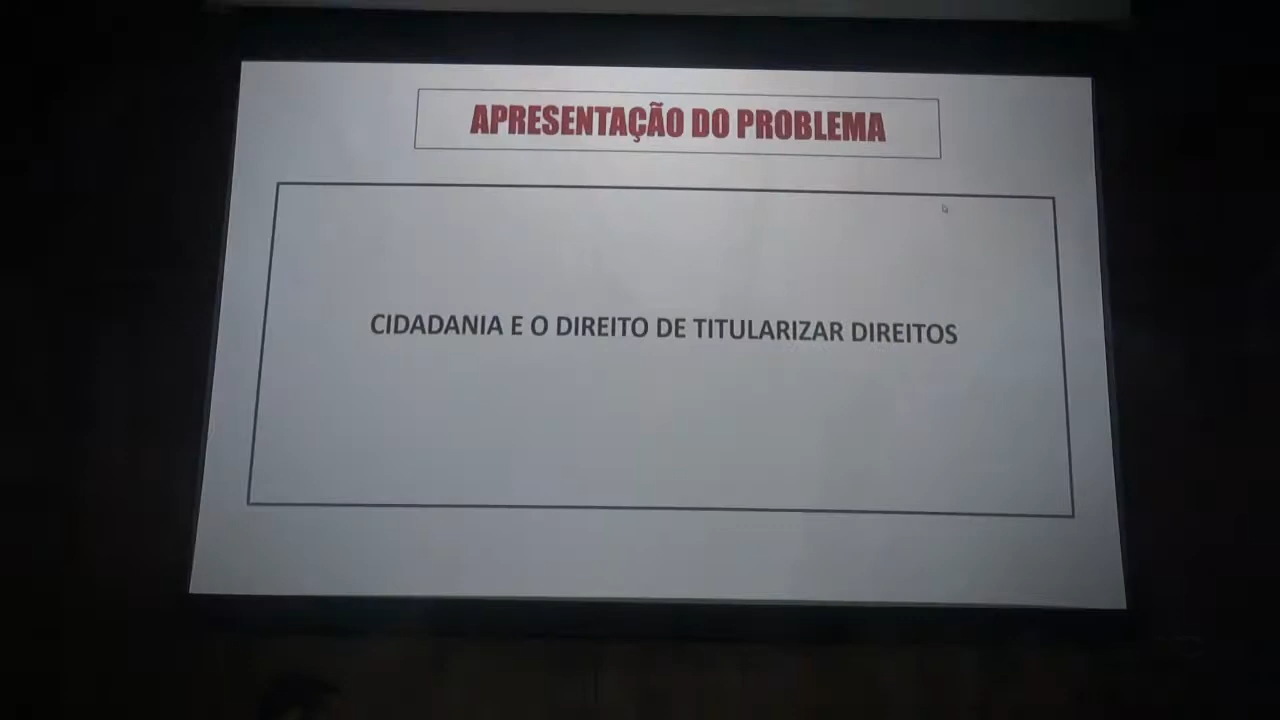 APRESENTAÇÃO DO PROBLEMA
CIDADANIA E O DIREITO DE TITULARIZAR DIREITOS